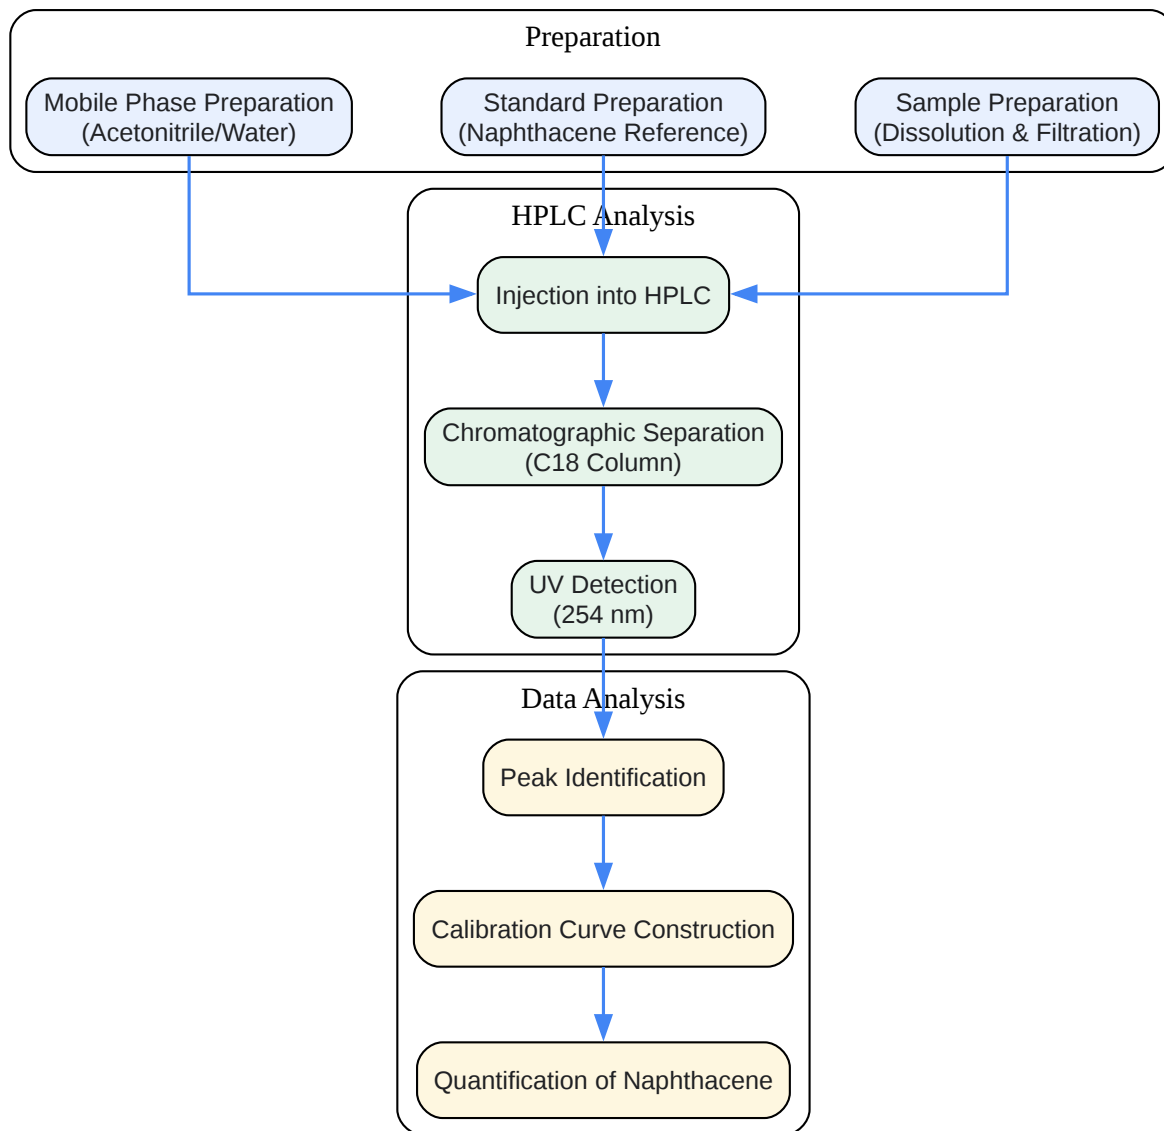 Preparation
Mobile Phase Preparation
(Acetonitrile/Water)
Standard Preparation
(Naphthacene Reference)
Sample Preparation
(Dissolution & Filtration)
HPLC Analysis
Injection into HPLC
Chromatographic Separation
(C18 Column)
UV Detection
(254 nm)
Data Analysis
Peak Identification
Calibration Curve Construction
Quantification of Naphthacene